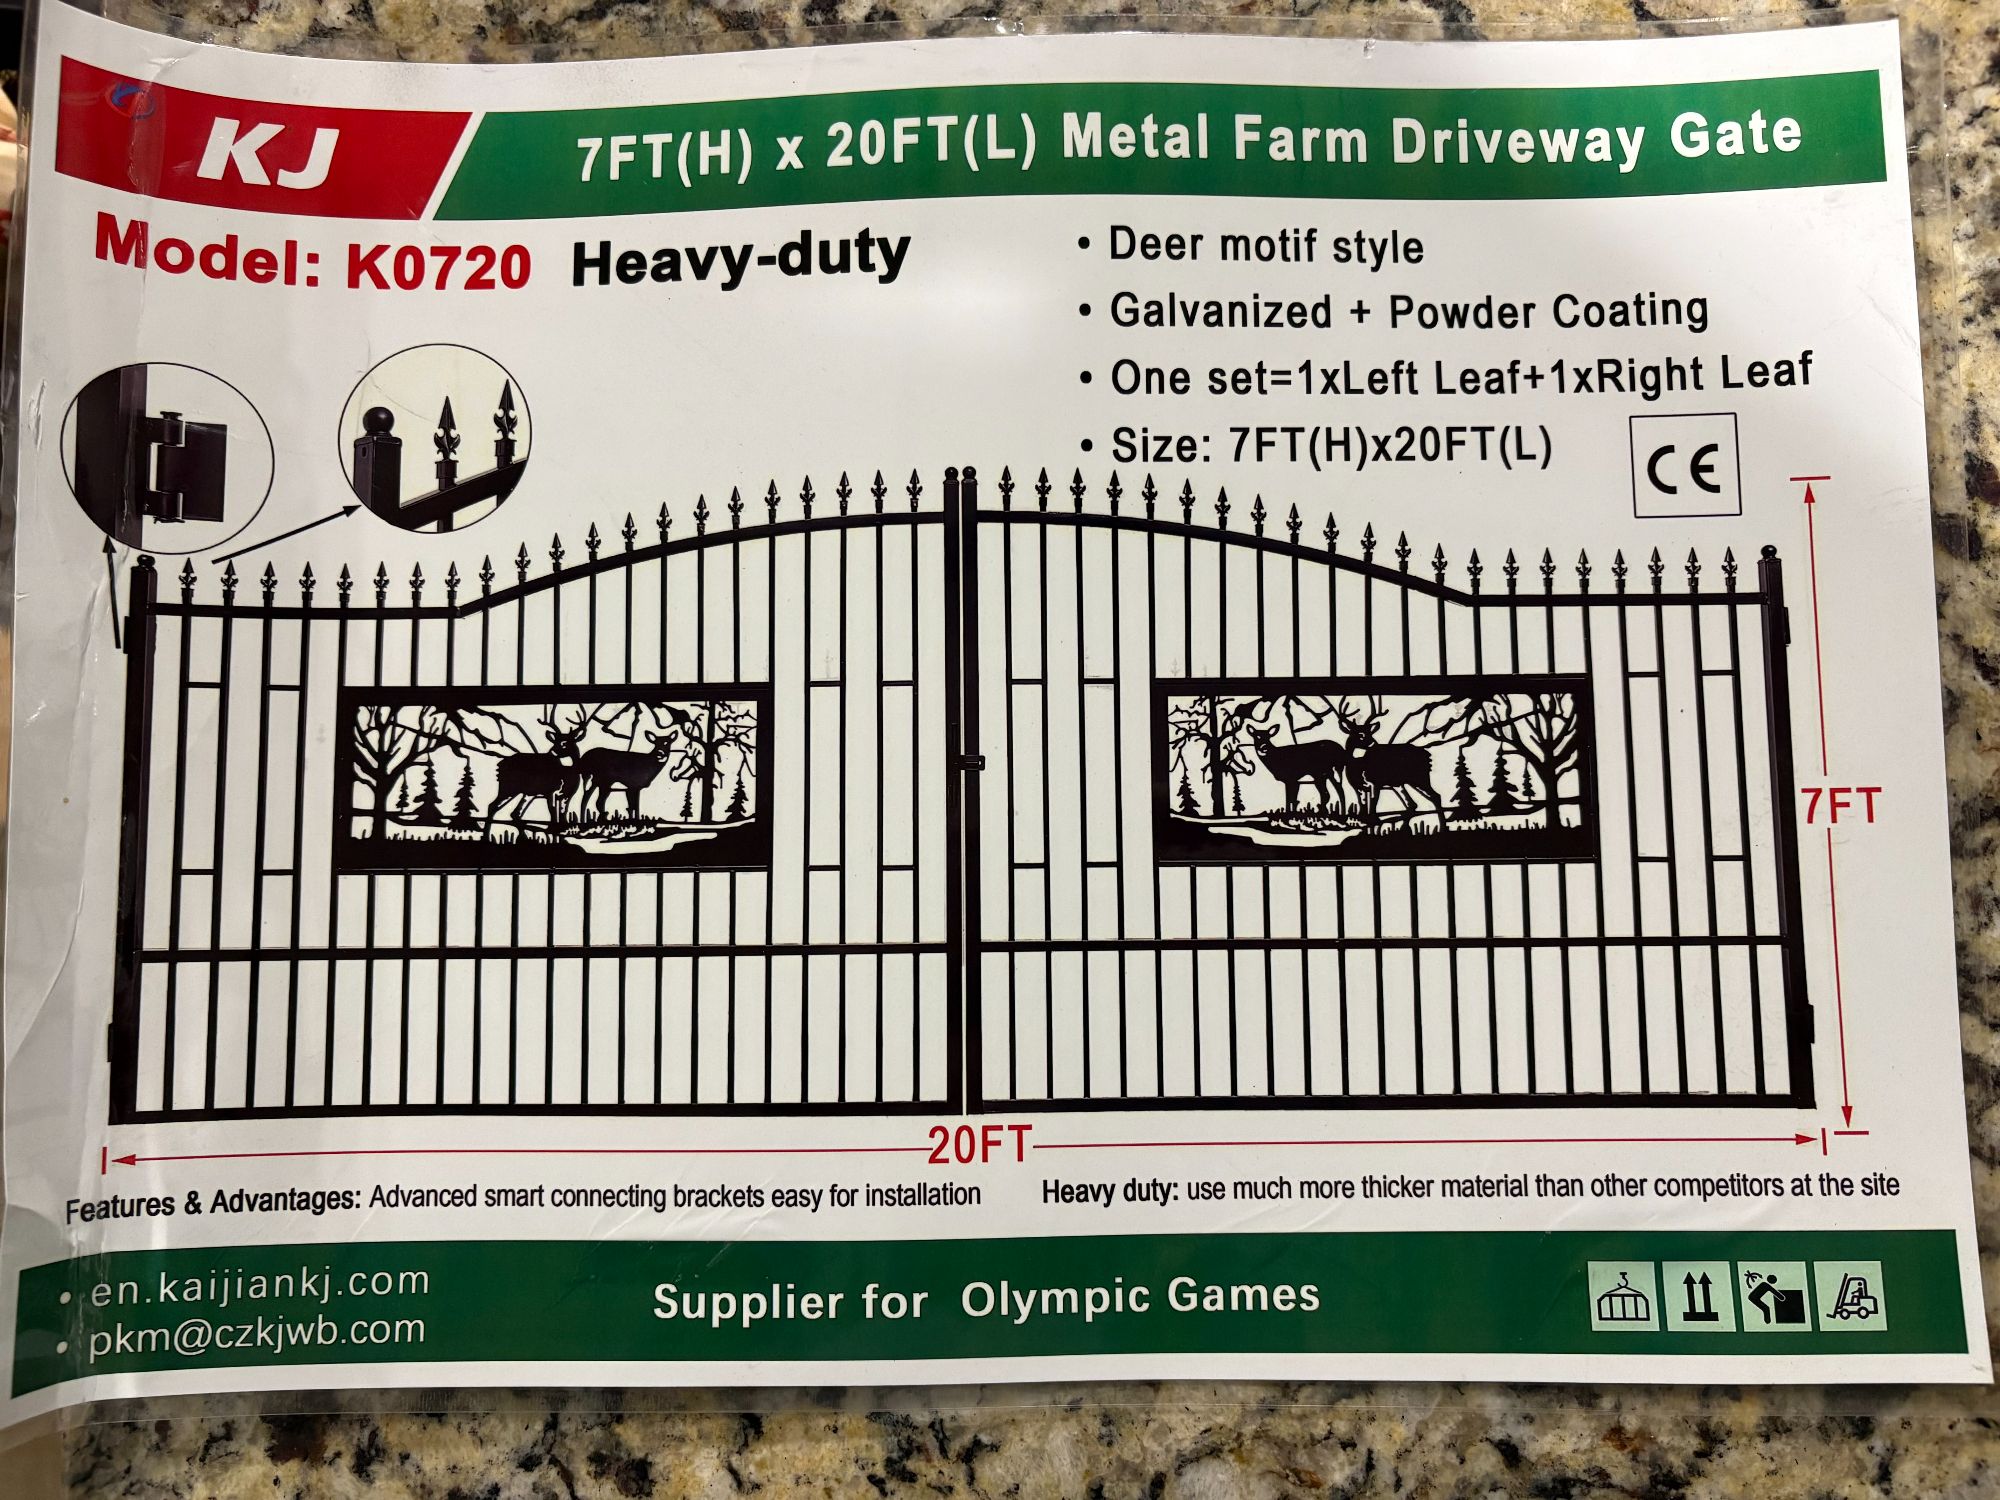 KJ
7FT(H) x 20FT(L) Metal Farm Driveway Gate
Model: K0720 Heavy-duty
• Deer motif style
• Galvanized + Powder Coating
• One set=1xLeft Leaf+1xRight Leaf
• Size: 7FT(H)x20FT(L)
CE
7FT
20FT
Features & Advantages: Advanced smart connecting brackets easy for installation
Heavy duty: use much more thicker material than other competitors at the site
• en.kaijiankj.com
• pkm@czkjwb.com
Supplier for Olympic Games